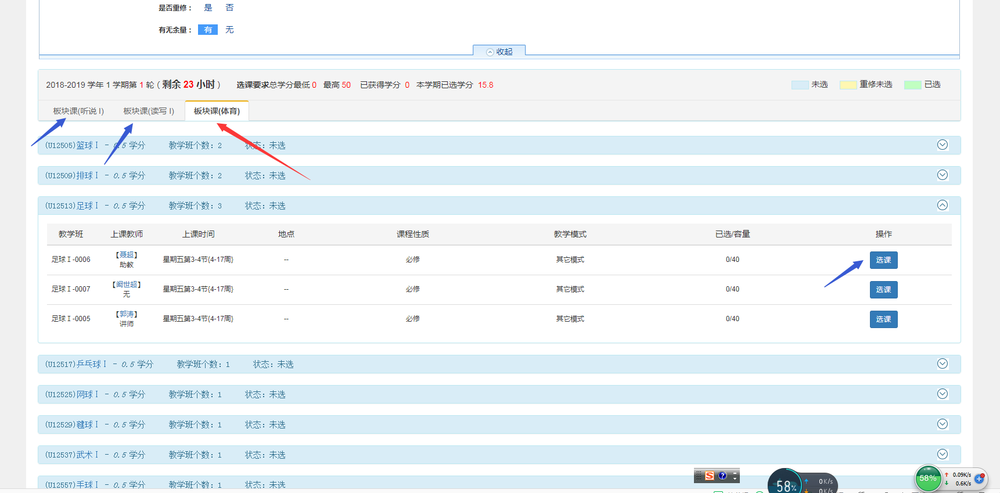 是否重修： 是 否
有无余量： 有 无
收起
2018-2019 学年 1 学期第 1 轮 ( 剩余 23 小时 ) 选课要求总学分最低 0 最高 50 已获得学分 0 本学期已选学分 15.8 未选 重修未选 已选
板块课(听说 I) 板块课(读写 I) 板块课(体育)
(U12505)篮球Ⅰ - 0.5 学分 教学班个数：2 状态：未选
(U12509)排球Ⅰ - 0.5 学分 教学班个数：2 状态：未选
(U12513)足球Ⅰ - 0.5 学分 教学班个数：3 状态：未选
教学班 上课教师 上课时间 地点 课程性质 教学模式 已选/容量 操作
足球Ⅰ-0006 【聂超】 助教 星期五第3-4节{4-17周} -- 必修 其它模式 0/40 选课
足球Ⅰ-0007 【阚世超】 无 星期五第3-4节{4-17周} -- 必修 其它模式 0/40 选课
足球Ⅰ-0005 【郭涛】 讲师 星期五第3-4节{4-17周} -- 必修 其它模式 0/40 选课
(U12517)乒乓球Ⅰ - 0.5 学分 教学班个数：1 状态：未选
(U12525)网球Ⅰ - 0.5 学分 教学班个数：1 状态：未选
(U12529)毽球Ⅰ - 0.5 学分 教学班个数：1 状态：未选
(U12537)武术Ⅰ - 0.5 学分 教学班个数：1 状态：未选
(U12557)手球Ⅰ - 0.5 学分 教学班个数：1 状态：未选
58% 0K/s
0K/s
58% 0.09K/s
0.6K/s